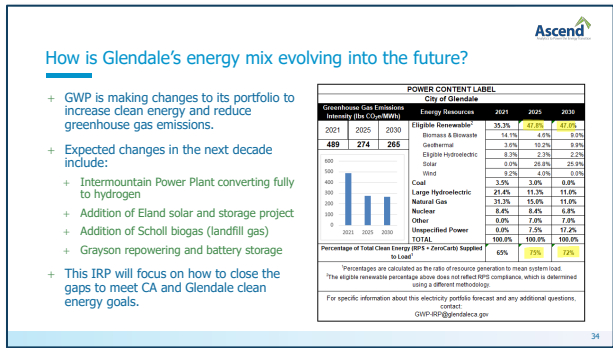 Ascend
How is Glendale's energy mix evolving into the future?
+ GWP is making changes to its portfolio to
increase clean energy and reduce
greenhouse gas emissions.
+ Expected changes in the next decade
include:
+ Intermountain Power Plant converting fully
to hydrogen
+ Addition of Eland solar and storage project
+ Addition of Scholl biogas (landfill gas)
+ Grayson repowering and battery storage
+ This IRP will focus on how to close the
gaps to meet CA and Glendale clean
energy goals.
POWER CONTENT LABEL
City of Glendale
Greenhouse Gas Emissions
Intensity (lbs CO2e/MWh)
2021 2025 2030
489 274 265
600
500
400
300
200
100
0
2021 2025 2030
Energy Resources 2021 2025 2030
Eligible Renewable2 35.3% 47.8% 47.0%
Biomass & Biowaste 14.1% 4.6% 9.0%
Geothermal 3.6% 10.2% 9.9%
Eligible Hydroelectric 8.3% 2.3% 2.2%
Solar 0.0% 26.8% 25.9%
Wind 9.2% 4.0% 0.0%
Coal 3.5% 3.0% 0.0%
Large Hydroelectric 21.4% 11.3% 11.0%
Natural Gas 31.3% 15.0% 11.0%
Nuclear 8.4% 8.4% 6.8%
Other 0.0% 7.0% 7.0%
Unspecified Power 0.0% 7.5% 17.2%
TOTAL 100.0% 100.0% 100.0%
Percentage of Total Clean Energy (RPS + ZeroCarb) Supplied
to Load1 65% 75% 72%
1Percentages are calculated as the ratio of resource generation to mean system load.
2The eligible renewable percentage above does not reflect RPS compliance, which is determined
using a different methodology.
For specific information about this electricity portfolio forecast and any additional questions,
contact:
GWP-IRP@glendaleca.gov
34